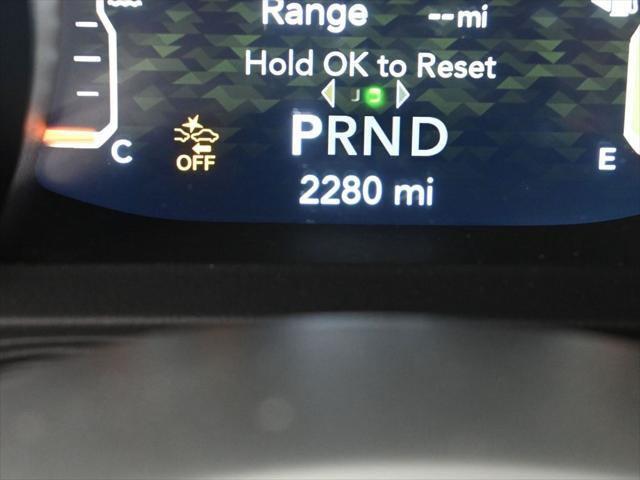 Range --mi
Hold OK to Reset
PRND
C
OFF
E
2280 mi